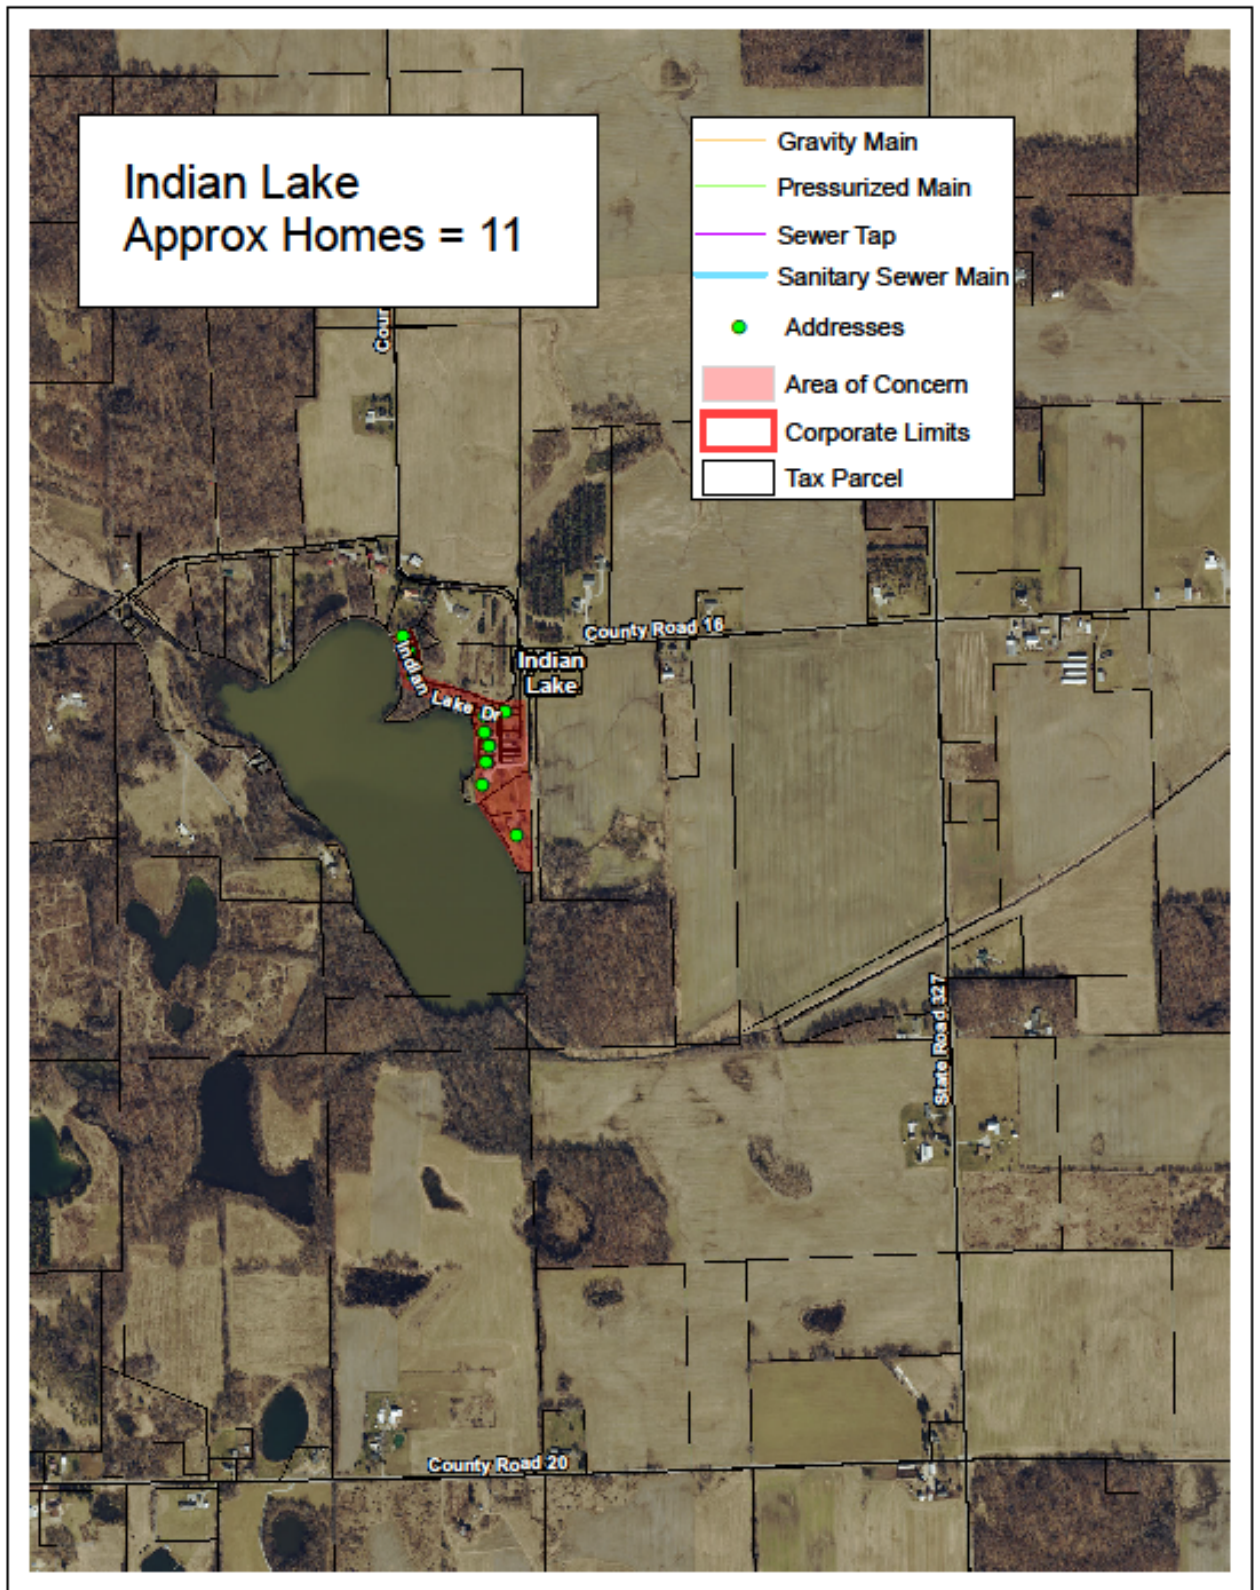 Indian Lake
Approx Homes = 11
Gravity Main
Pressurized Main
Sewer Tap
Sanitary Sewer Main
Addresses
Area of Concern
Corporate Limits
Tax Parcel
Coun
County Road 16
Indian
Lake
Indian Lake Dr
State Road 327
County Road 20